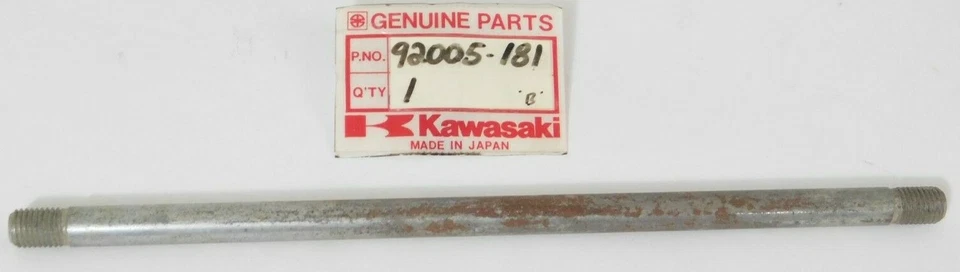 GENUINE PARTS
P.NO. 92005-181
Q'TY 1 'B'
Kawasaki
MADE IN JAPAN